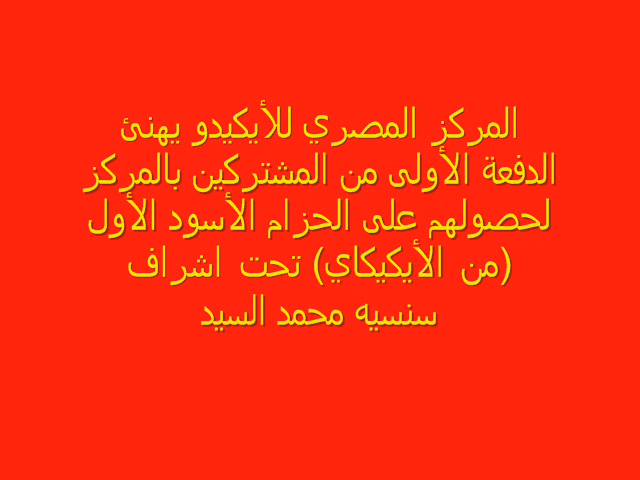 المركز المصري للأيكيدو يهنئ
الدفعة الأولى من المشتركين بالمركز
لحصولهم على الحزام الأسود الأول
(من الأيكيكاي) تحت اشراف
سنسيه محمد السيد